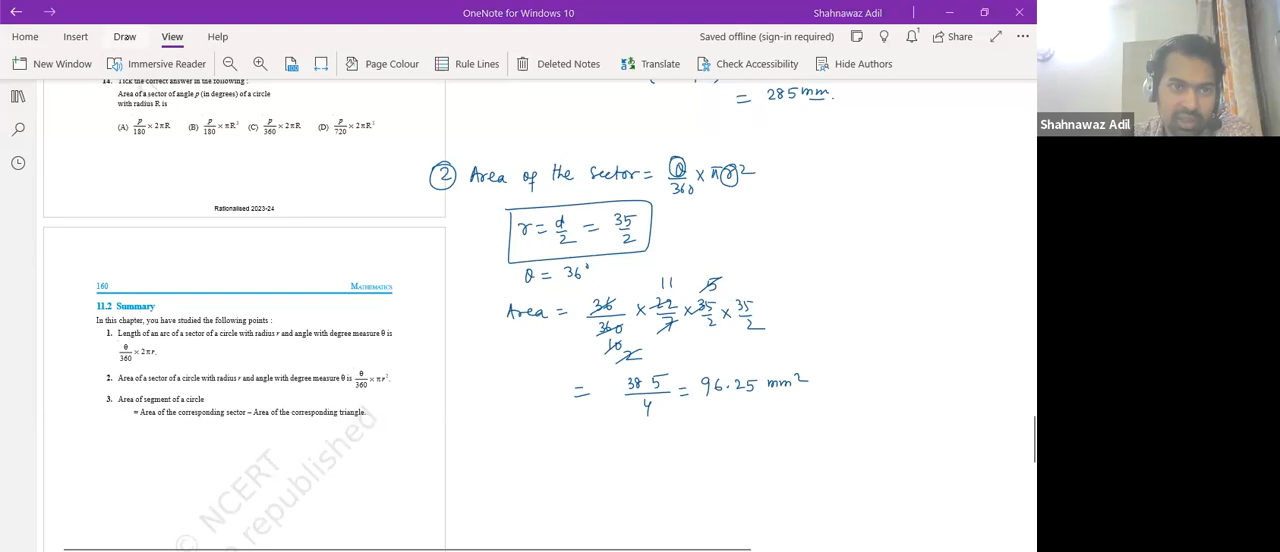 OneNote for Windows 10
Shahnawaz Adil
Home Insert Draw View Help
Saved offline (sign-in required)
Share
New Window
Immersive Reader
Page Colour
Rule Lines
Deleted Notes
Translate
Check Accessibility
Hide Authors
14. Tick the correct answer in the following :
Area of a sector of angle p (in degrees) of a circle
with radius R is
(A) p/180 × 2πR (B) p/180 × πR² (C) p/360 × 2πR (D) p/720 × 2πR²
Rationalised 2023-24
160 MATHEMATICS
11.2 Summary
In this chapter, you have studied the following points :
1. Length of an arc of a sector of a circle with radius r and angle with degree measure θ is
θ/360 × 2πr.
2. Area of a sector of a circle with radius r and angle with degree measure θ is θ/360 × πr².
3. Area of segment of a circle
= Area of the corresponding sector – Area of the corresponding triangle.
© NCERT
republished
= 285 mm.
2 Area of the sector = θ/360 × πr²
r = d/2 = 35/2
θ = 36°
11 5
Area = 36/360 × 22/7 × 35/2 × 35/2
10 2
= 385/4 = 96.25 mm²
Shahnawaz Adil